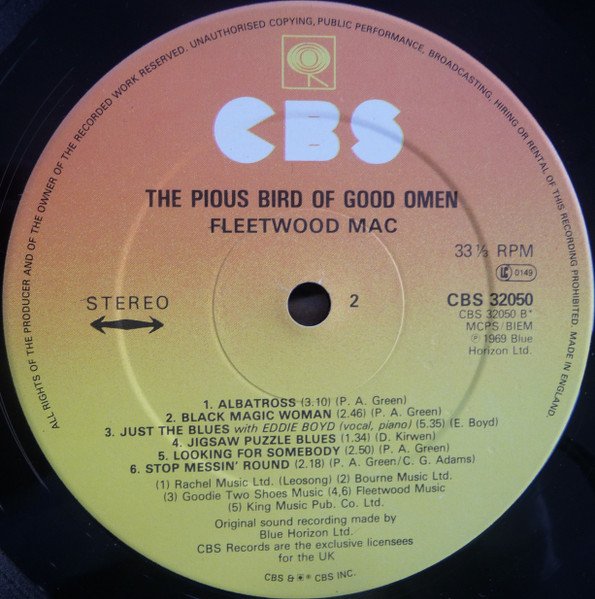 ALL RIGHTS OF THE PRODUCER AND OF THE OWNER OF THE RECORDED WORK RESERVED. UNAUTHORISED COPYING, PUBLIC PERFORMANCE, BROADCASTING, HIRING OR RENTAL OF THIS RECORDING PROHIBITED. MADE IN ENGLAND.
CBS
THE PIOUS BIRD OF GOOD OMEN
FLEETWOOD MAC
33⅓ RPM
LC 0149
STEREO
2
CBS 32050
CBS 32050 B*
MCPS/BIEM
℗ 1969 Blue
Horizon Ltd.
1. ALBATROSS (3.10) (P. A. Green)
2. BLACK MAGIC WOMAN (2.46) (P. A. Green)
3. JUST THE BLUES with EDDIE BOYD (vocal, piano) (5.35) (E. Boyd)
4. JIGSAW PUZZLE BLUES (1.34) (D. Kirwen)
5. LOOKING FOR SOMEBODY (2.50) (P. A. Green)
6. STOP MESSIN' ROUND (2.18) (P. A. Green/C. G. Adams)
(1) Rachel Music Ltd. (Leosong) (2) Bourne Music Ltd.
(3) Goodie Two Shoes Music (4,6) Fleetwood Music
(5) King Music Pub. Co. Ltd.
Original sound recording made by
Blue Horizon Ltd.
CBS Records are the exclusive licensees
for the UK
CBS & ® CBS INC.